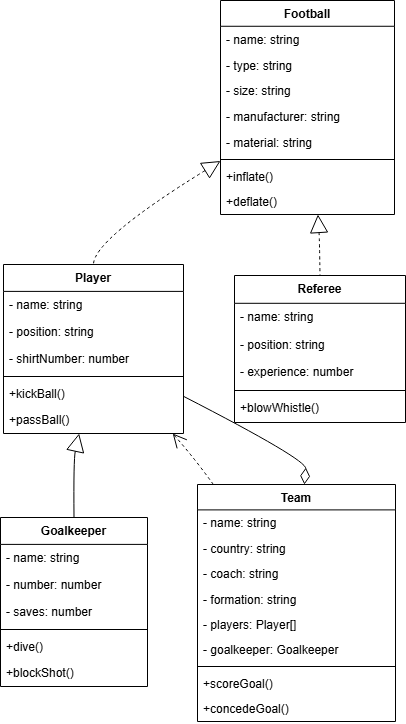 Football
- name: string
- type: string
- size: string
- manufacturer: string
- material: string
+inflate()
+deflate()
Player
- name: string
- position: string
- shirtNumber: number
+kickBall()
+passBall()
Referee
- name: string
- position: string
- experience: number
+blowWhistle()
Goalkeeper
- name: string
- number: number
- saves: number
+dive()
+blockShot()
Team
- name: string
- country: string
- coach: string
- formation: string
- players: Player[]
- goalkeeper: Goalkeeper
+scoreGoal()
+concedeGoal()